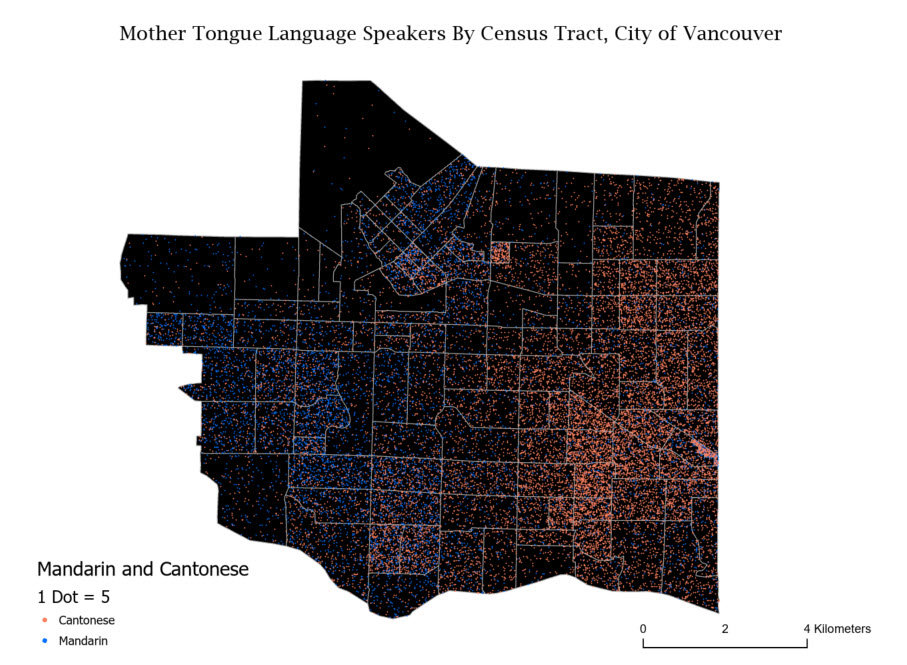 Mother Tongue Language Speakers By Census Tract, City of Vancouver
Mandarin and Cantonese
1 Dot = 5
Cantonese
Mandarin
0 2 4 Kilometers